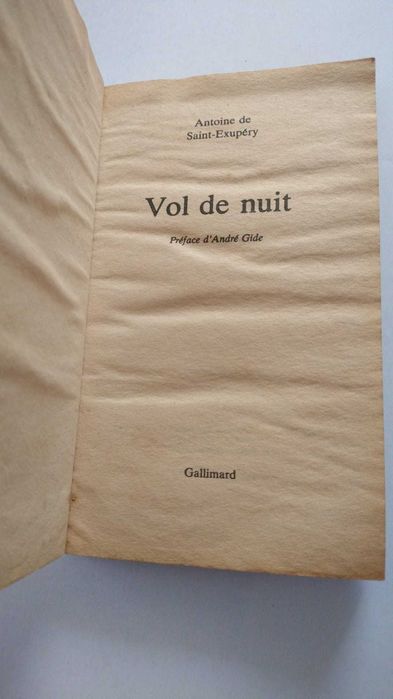 Antoine de
Saint-Exupéry
Vol de nuit
Préface d'André Gide
Gallimard